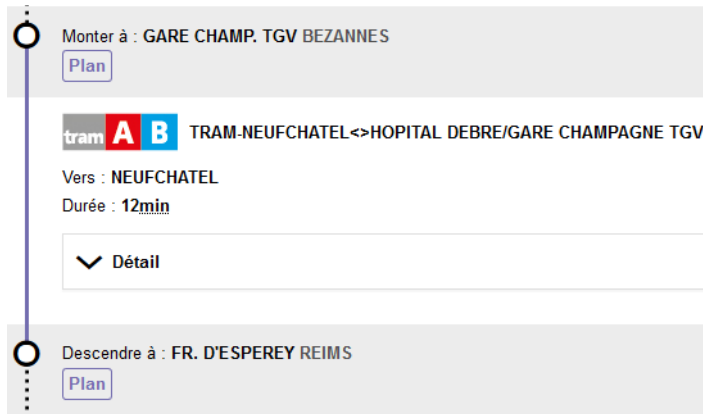 Monter à : GARE CHAMP. TGV BEZANNES
Plan
tram A B TRAM-NEUFCHATEL<>HOPITAL DEBRE/GARE CHAMPAGNE TGV
Vers : NEUFCHATEL
Durée : 12min
Détail
Descendre à : FR. D'ESPEREY REIMS
Plan